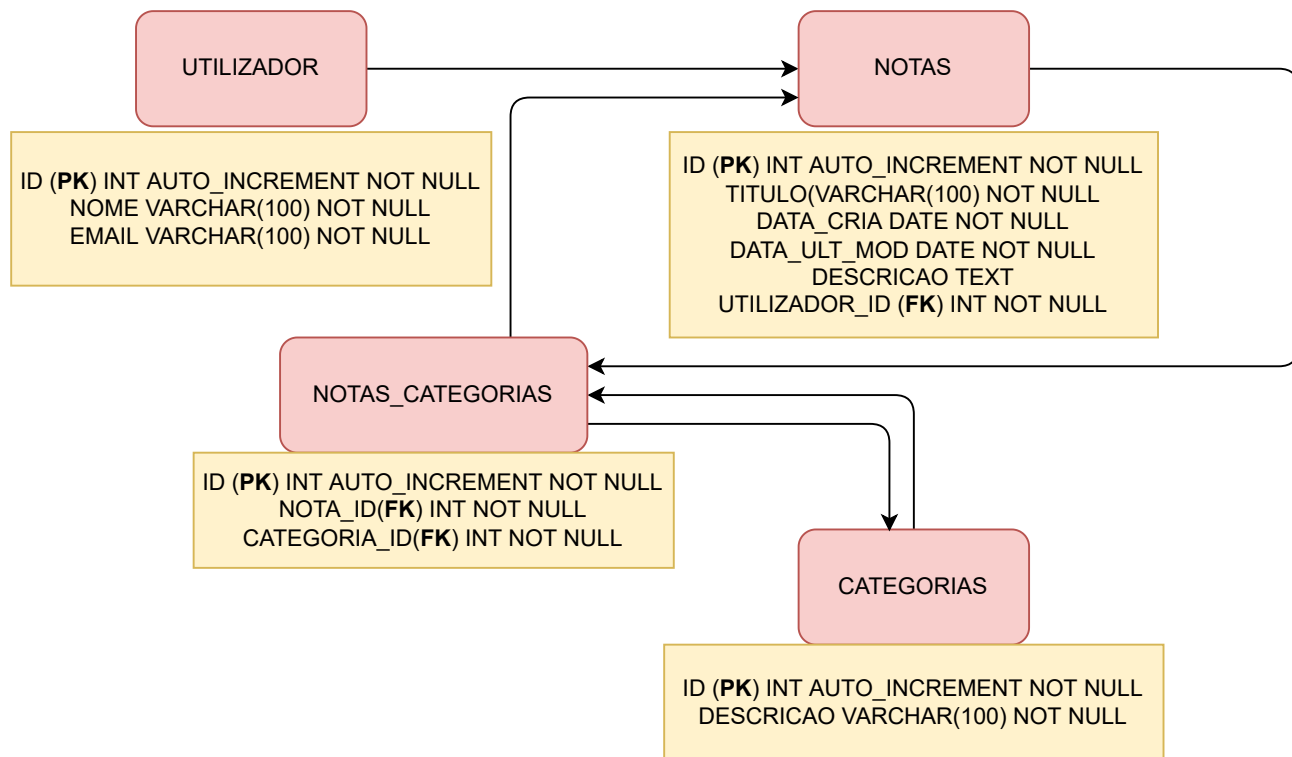 UTILIZADOR
ID (PK) INT AUTO_INCREMENT NOT NULL
NOME VARCHAR(100) NOT NULL
EMAIL VARCHAR(100) NOT NULL
NOTAS
ID (PK) INT AUTO_INCREMENT NOT NULL
TITULO(VARCHAR(100) NOT NULL
DATA_CRIA DATE NOT NULL
DATA_ULT_MOD DATE NOT NULL
DESCRICAO TEXT
UTILIZADOR_ID (FK) INT NOT NULL
NOTAS_CATEGORIAS
ID (PK) INT AUTO_INCREMENT NOT NULL
NOTA_ID(FK) INT NOT NULL
CATEGORIA_ID(FK) INT NOT NULL
CATEGORIAS
ID (PK) INT AUTO_INCREMENT NOT NULL
DESCRICAO VARCHAR(100) NOT NULL